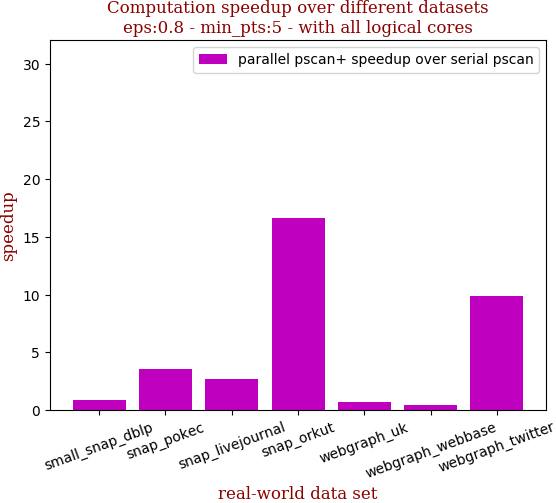 Computation speedup over different datasets
eps:0.8 - min_pts:5 - with all logical cores
parallel pscan+ speedup over serial pscan
speedup
30
25
20
15
10
5
0
small_snap_dblp
snap_pokec
snap_livejournal
snap_orkut
webgraph_uk
webgraph_webbase
webgraph_twitter
real-world data set